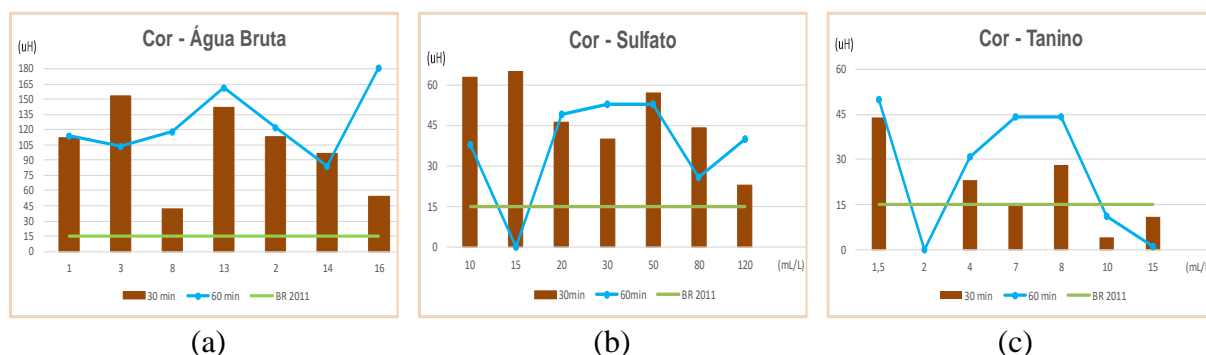 Cor - Água Bruta
(uH)
180
165
150
135
120
105
90
75
60
45
30
15
0
1 3 8 13 2 14 16
30 min 60 min BR 2011
(a)
Cor - Sulfato
(uH)
60
45
30
15
0
10 15 20 30 50 80 120 (mL/L)
30min 60min BR 2011
(b)
Cor - Tanino
(uH)
60
45
30
15
0
1,5 2 4 7 8 10 15 (mL/L)
30 min 60 min BR 2011
(c)